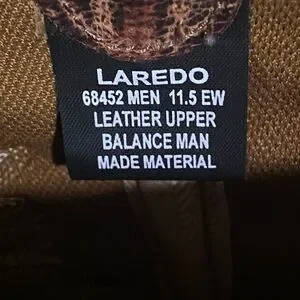 LAREDO
68452 MEN 11.5 EW
LEATHER UPPER
BALANCE MAN
MADE MATERIAL